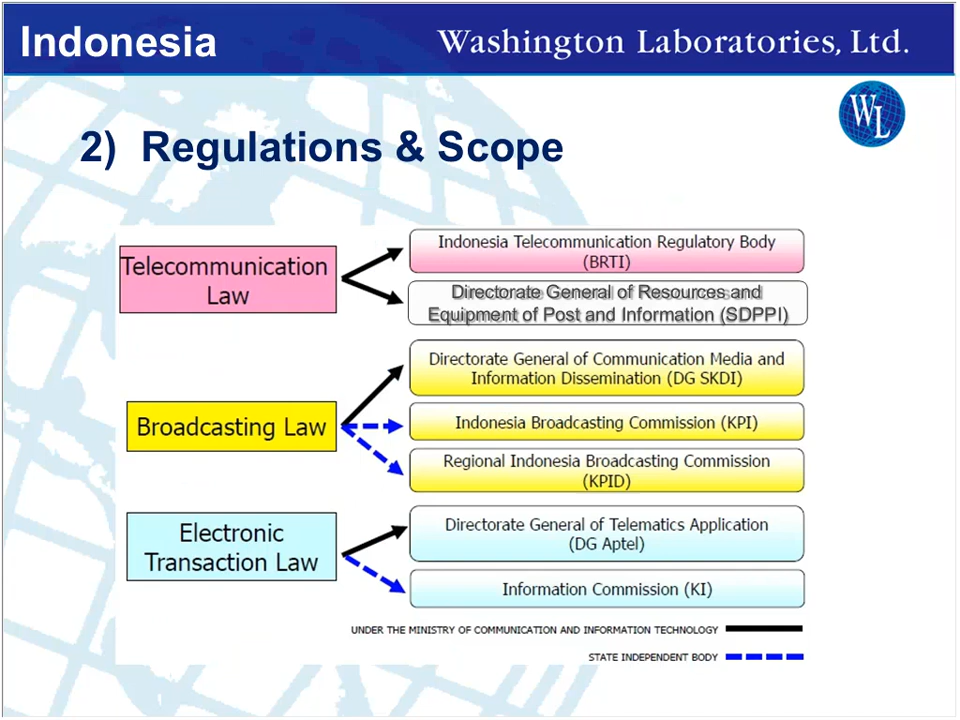 Indonesia
Washington Laboratories, Ltd.
WL
2) Regulations & Scope
Telecommunication
Law
Indonesia Telecommunication Regulatory Body
(BRTI)
Directorate General of Resources and
Equipment of Post and Information (SDPPI)
Broadcasting Law
Directorate General of Communication Media and
Information Dissemination (DG SKDI)
Indonesia Broadcasting Commission (KPI)
Regional Indonesia Broadcasting Commission
(KPID)
Electronic
Transaction Law
Directorate General of Telematics Application
(DG Aptel)
Information Commission (KI)
UNDER THE MINISTRY OF COMMUNICATION AND INFORMATION TECHNOLOGY
STATE INDEPENDENT BODY